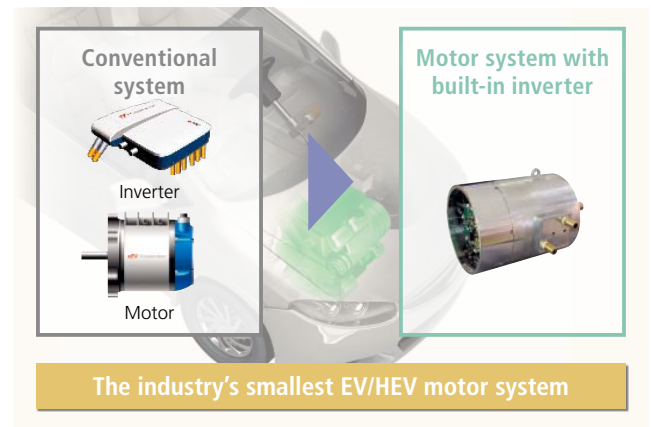 Conventional
system
Inverter
Motor
Motor system with
built-in inverter
The industry's smallest EV/HEV motor system